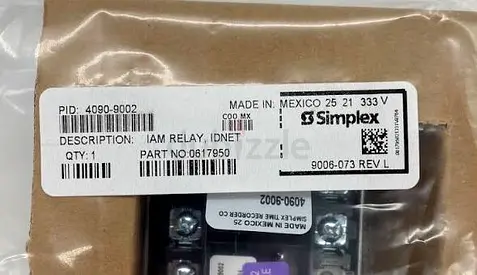 PID: 4090-9002
MADE IN: MEXICO 25 21 333 V
COO MX
Simplex
DESCRIPTION: IAM RELAY, IDNET
QTY: 1
PART NO:0617950
9006-073 REV L
4090-9002
SIMPLEX TIME RECORDER CO
MADE IN MEXICO 25